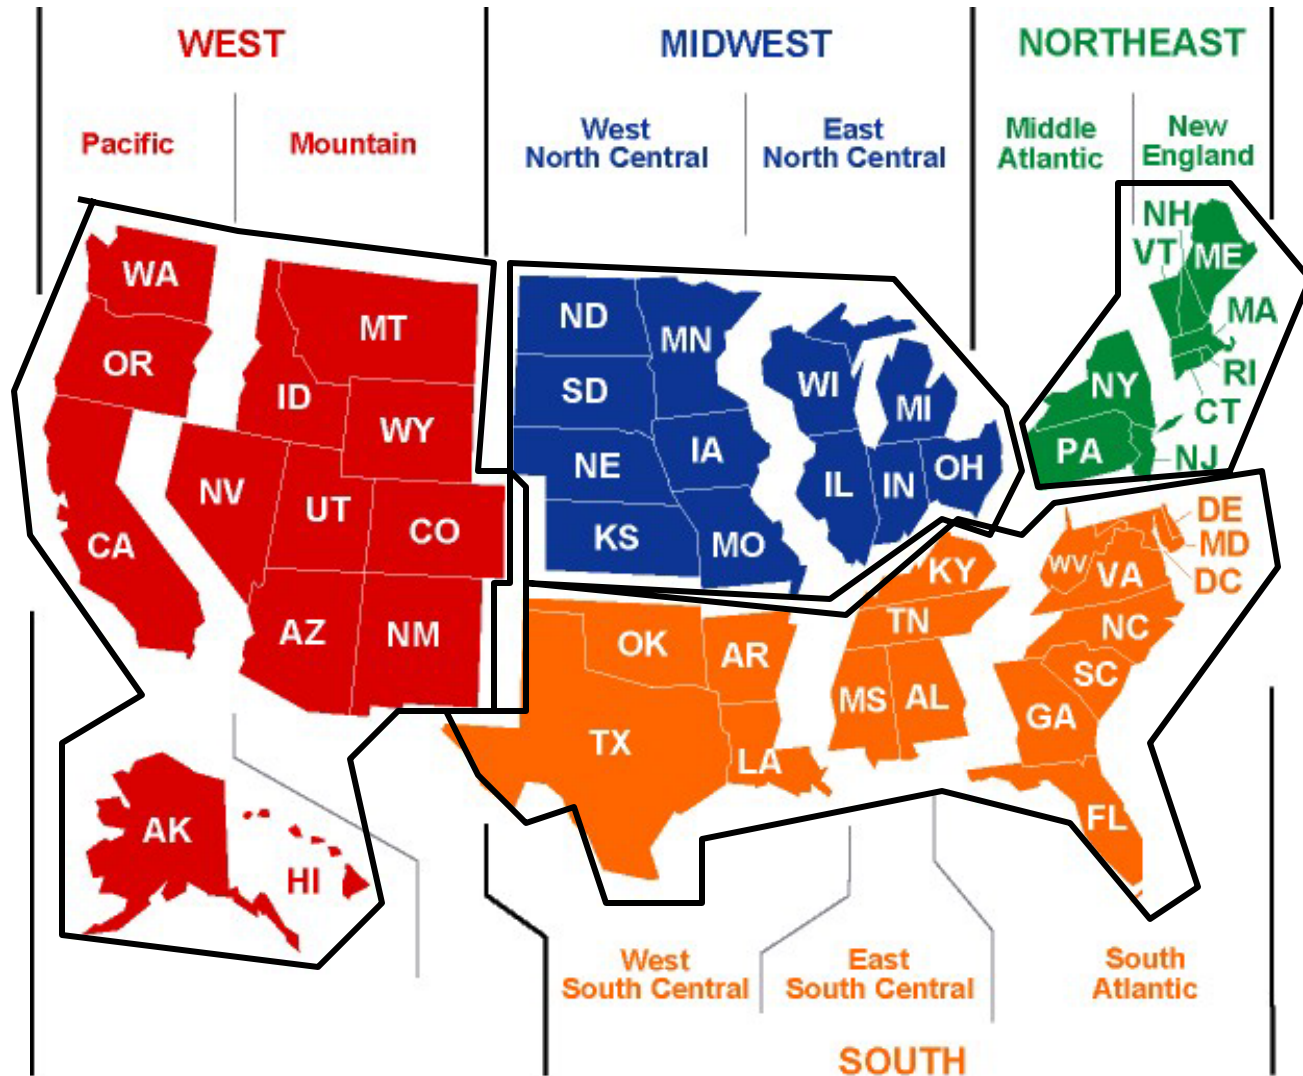 WEST
MIDWEST
NORTHEAST
Pacific
Mountain
West
North Central
East
North Central
Middle
Atlantic
New
England
WA
OR
CA
MT
ID
WY
NV
UT
CO
AZ
NM
AK
HI
ND
MN
SD
NE
IA
KS
MO
WI
MI
IL
IN
OH
NH
VT
ME
MA
RI
CT
NY
PA
NJ
DE
MD
DC
WV
VA
KY
TN
NC
SC
OK
AR
MS
AL
GA
TX
LA
FL
West
South Central
East
South Central
South
Atlantic
SOUTH